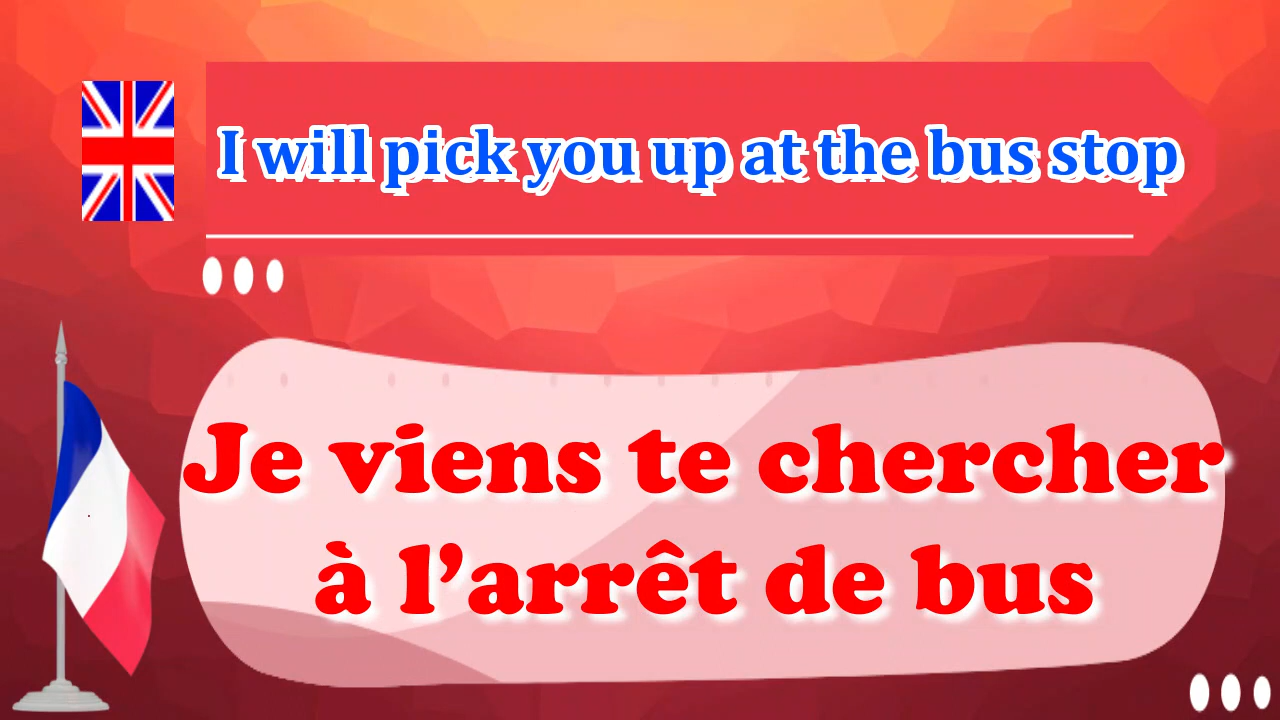 I will pick you up at the bus stop
Je viens te chercher
à l’arrêt de bus